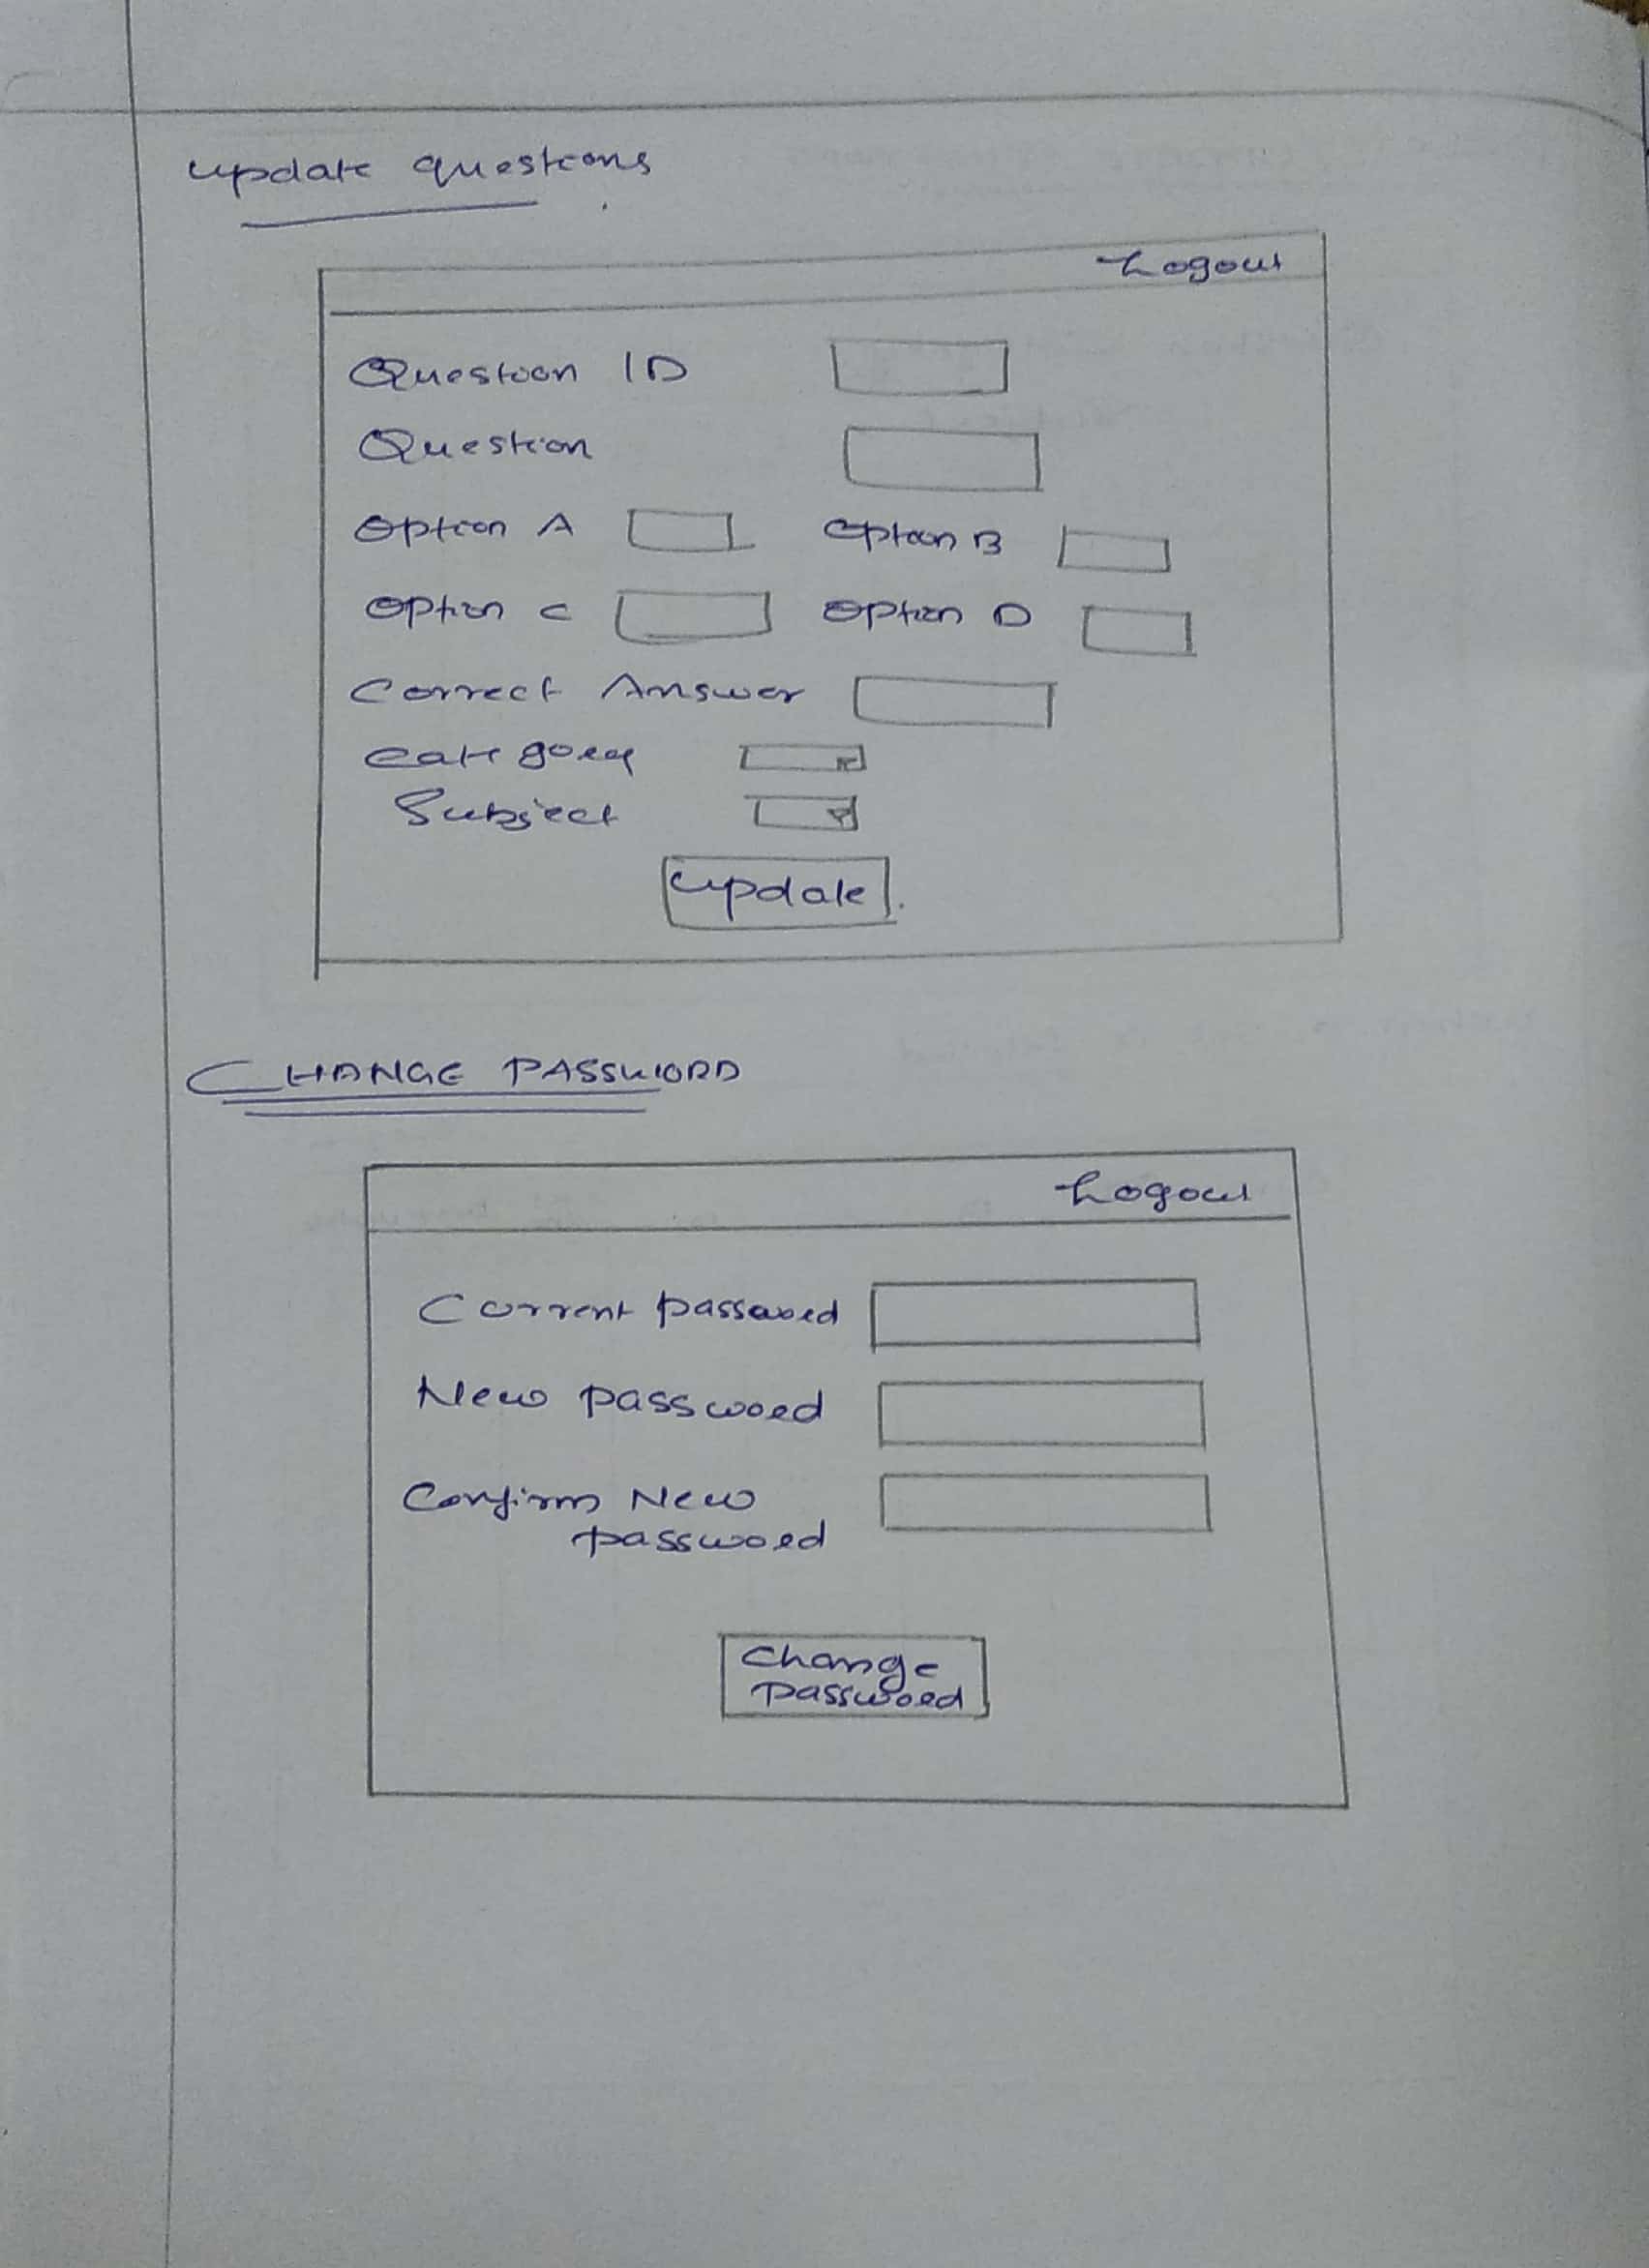 update questions
Logout
Question ID
Question
Option A Option B
Option C Option D
Correct Answer
Category
Subject
update
CHANGE PASSWORD
Logout
Current password
New password
Confirm New
password
Change
password